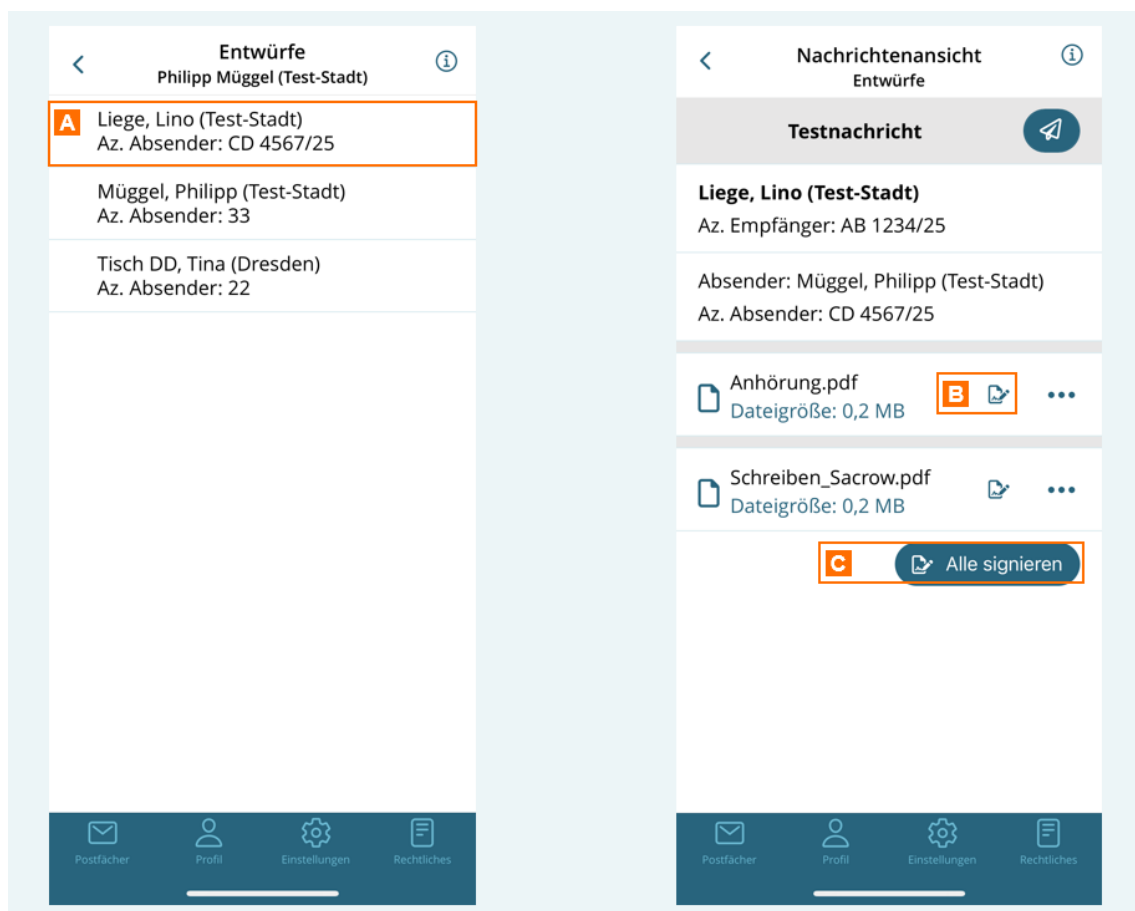 Entwürfe
Philipp Müggel (Test-Stadt)
A
Liege, Lino (Test-Stadt)
Az. Absender: CD 4567/25
Müggel, Philipp (Test-Stadt)
Az. Absender: 33
Tisch DD, Tina (Dresden)
Az. Absender: 22
Postfächer Profil Einstellungen Rechtliches
Nachrichtenansicht
Entwürfe
Testnachricht
Liege, Lino (Test-Stadt)
Az. Empfänger: AB 1234/25
Absender: Müggel, Philipp (Test-Stadt)
Az. Absender: CD 4567/25
Anhörung.pdf
Dateigröße: 0,2 MB
B
Schreiben_Sacrow.pdf
Dateigröße: 0,2 MB
C
Alle signieren
Postfächer Profil Einstellungen Rechtliches